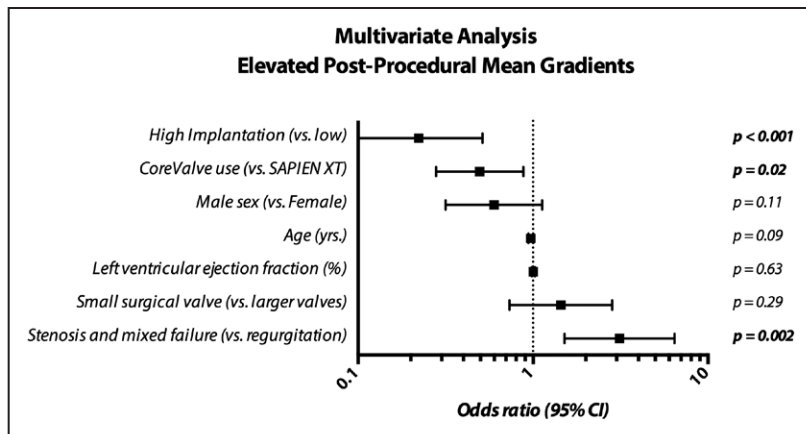 Multivariate Analysis
Elevated Post-Procedural Mean Gradients
High Implantation (vs. low) p < 0.001
CoreValve use (vs. SAPIEN XT) p = 0.02
Male sex (vs. Female) p = 0.11
Age (yrs.) p = 0.09
Left ventricular ejection fraction (%) p = 0.63
Small surgical valve (vs. larger valves) p = 0.29
Stenosis and mixed failure (vs. regurgitation) p = 0.002
0.1 1 10
Odds ratio (95% CI)